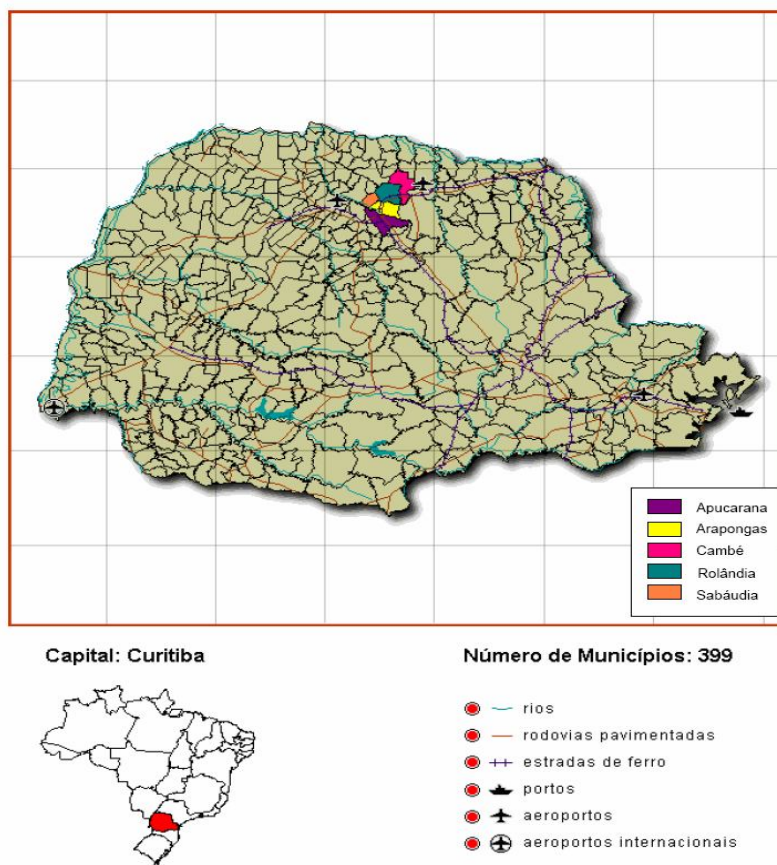 Apucarana
Arapongas
Cambé
Rolândia
Sabáudia
Capital: Curitiba
Número de Municípios: 399
rios
rodovias pavimentadas
estradas de ferro
portos
aeroportos
aeroportos internacionais